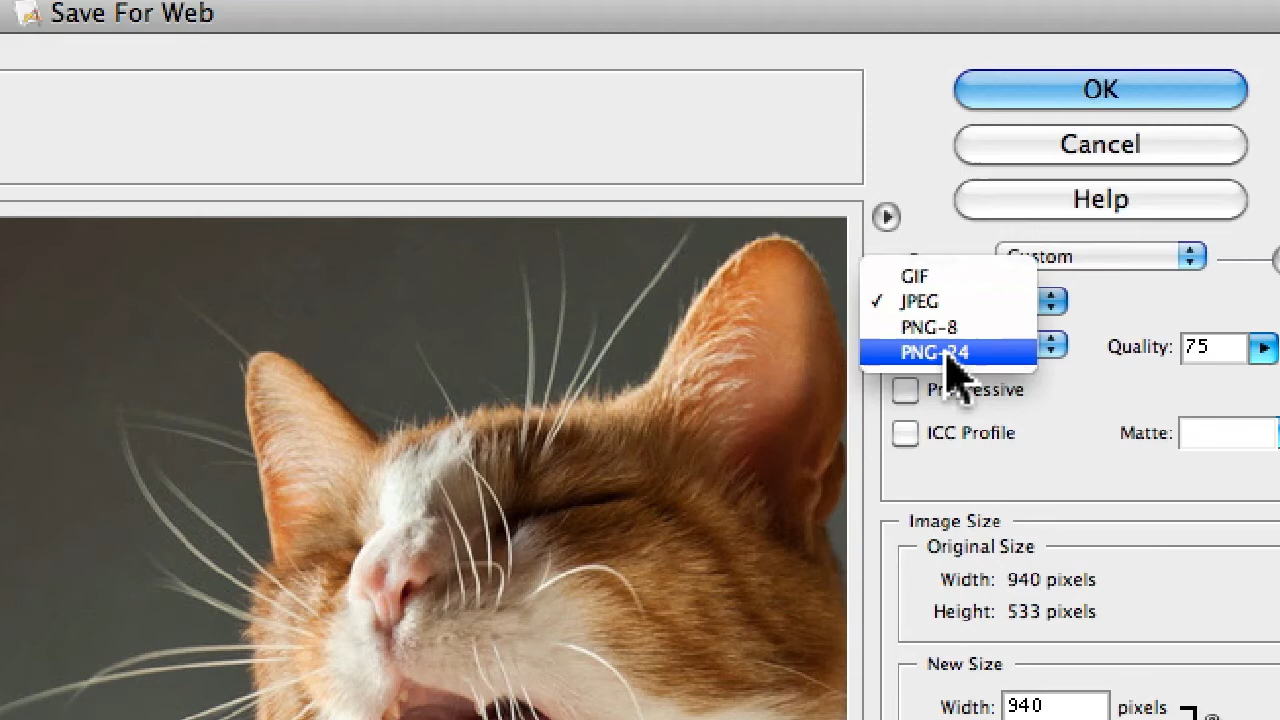 Save For Web
OK
Cancel
Help
Custom
GIF
✓ JPEG
PNG-8
PNG-24
Quality: 75
Progressive
ICC Profile
Matte:
Image Size
Original Size
Width: 940 pixels
Height: 533 pixels
New Size
Width: 940 pixels